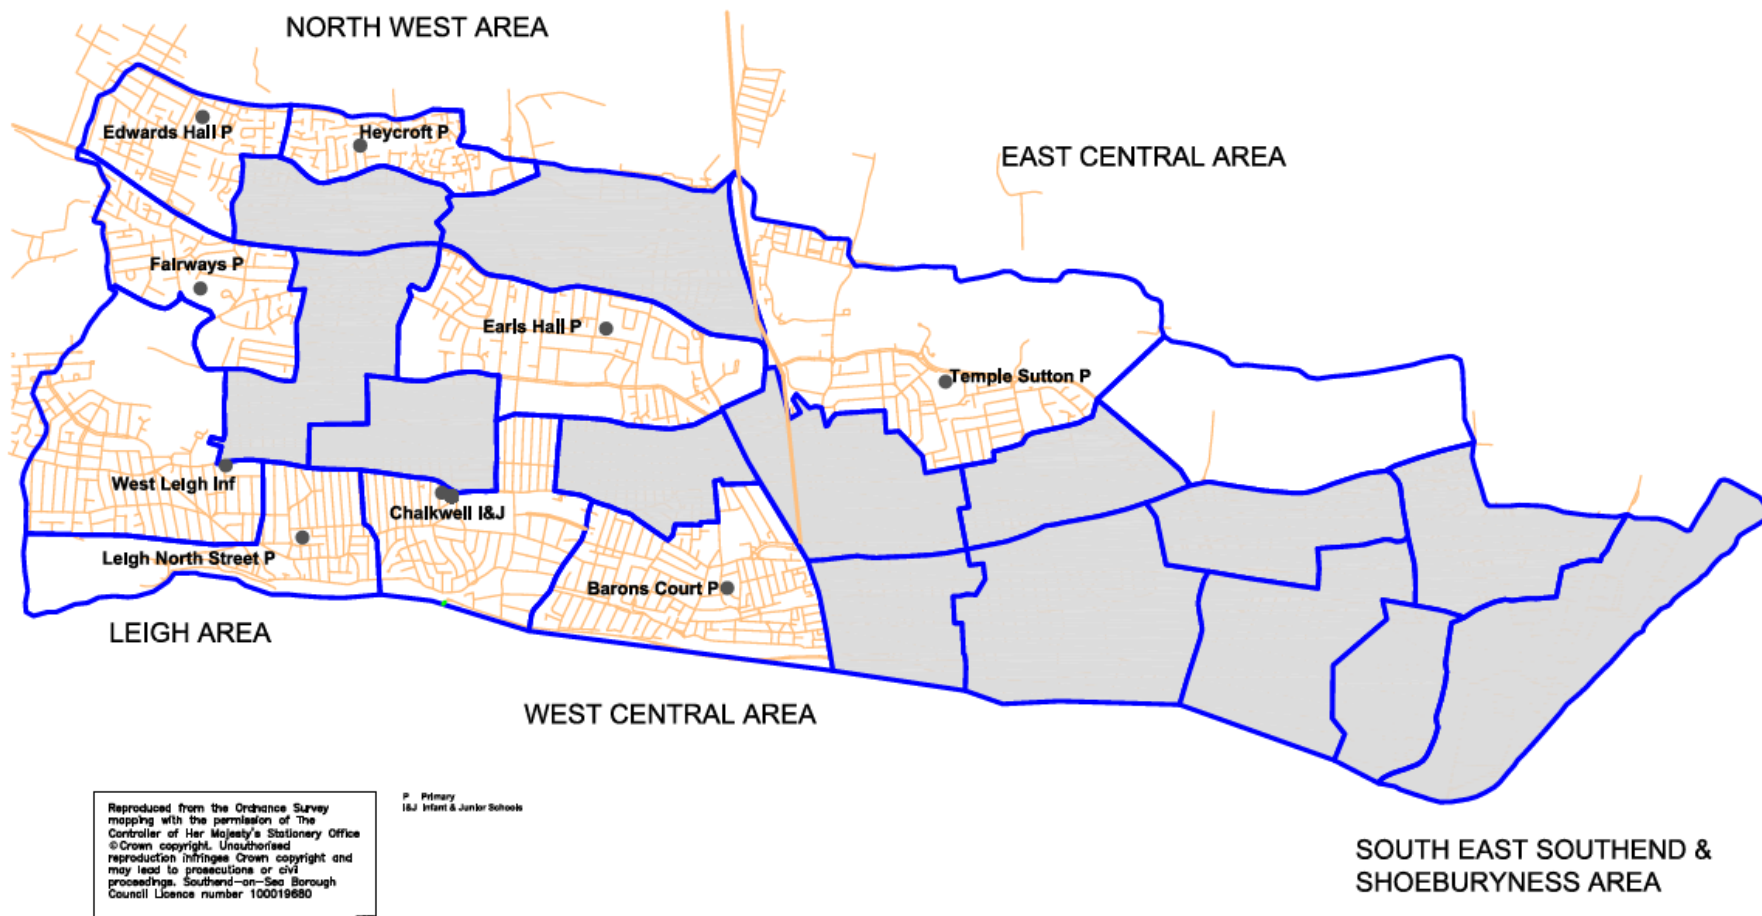 NORTH WEST AREA
EAST CENTRAL AREA
Edwards Hall P
Heycroft P
Fairways P
Earls Hall P
Temple Sutton P
West Leigh Inf
Chalkwell I&J
Leigh North Street P
Barons Court P
LEIGH AREA
WEST CENTRAL AREA
SOUTH EAST SOUTHEND &
SHOEBURYNESS AREA
P Primary
I&J Infant & Junior Schools
Reproduced from the Ordnance Survey
mapping with the permission of The
Controller of Her Majesty's Stationery Office
©Crown copyright. Unauthorised
reproduction infringes Crown copyright and
may lead to prosecutions or civil
proceedings. Southend-on-Sea Borough
Council Licence number 100019680